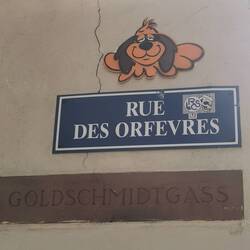 RUE
DES ORFEVRES
GOLDSCHMIDTGASS